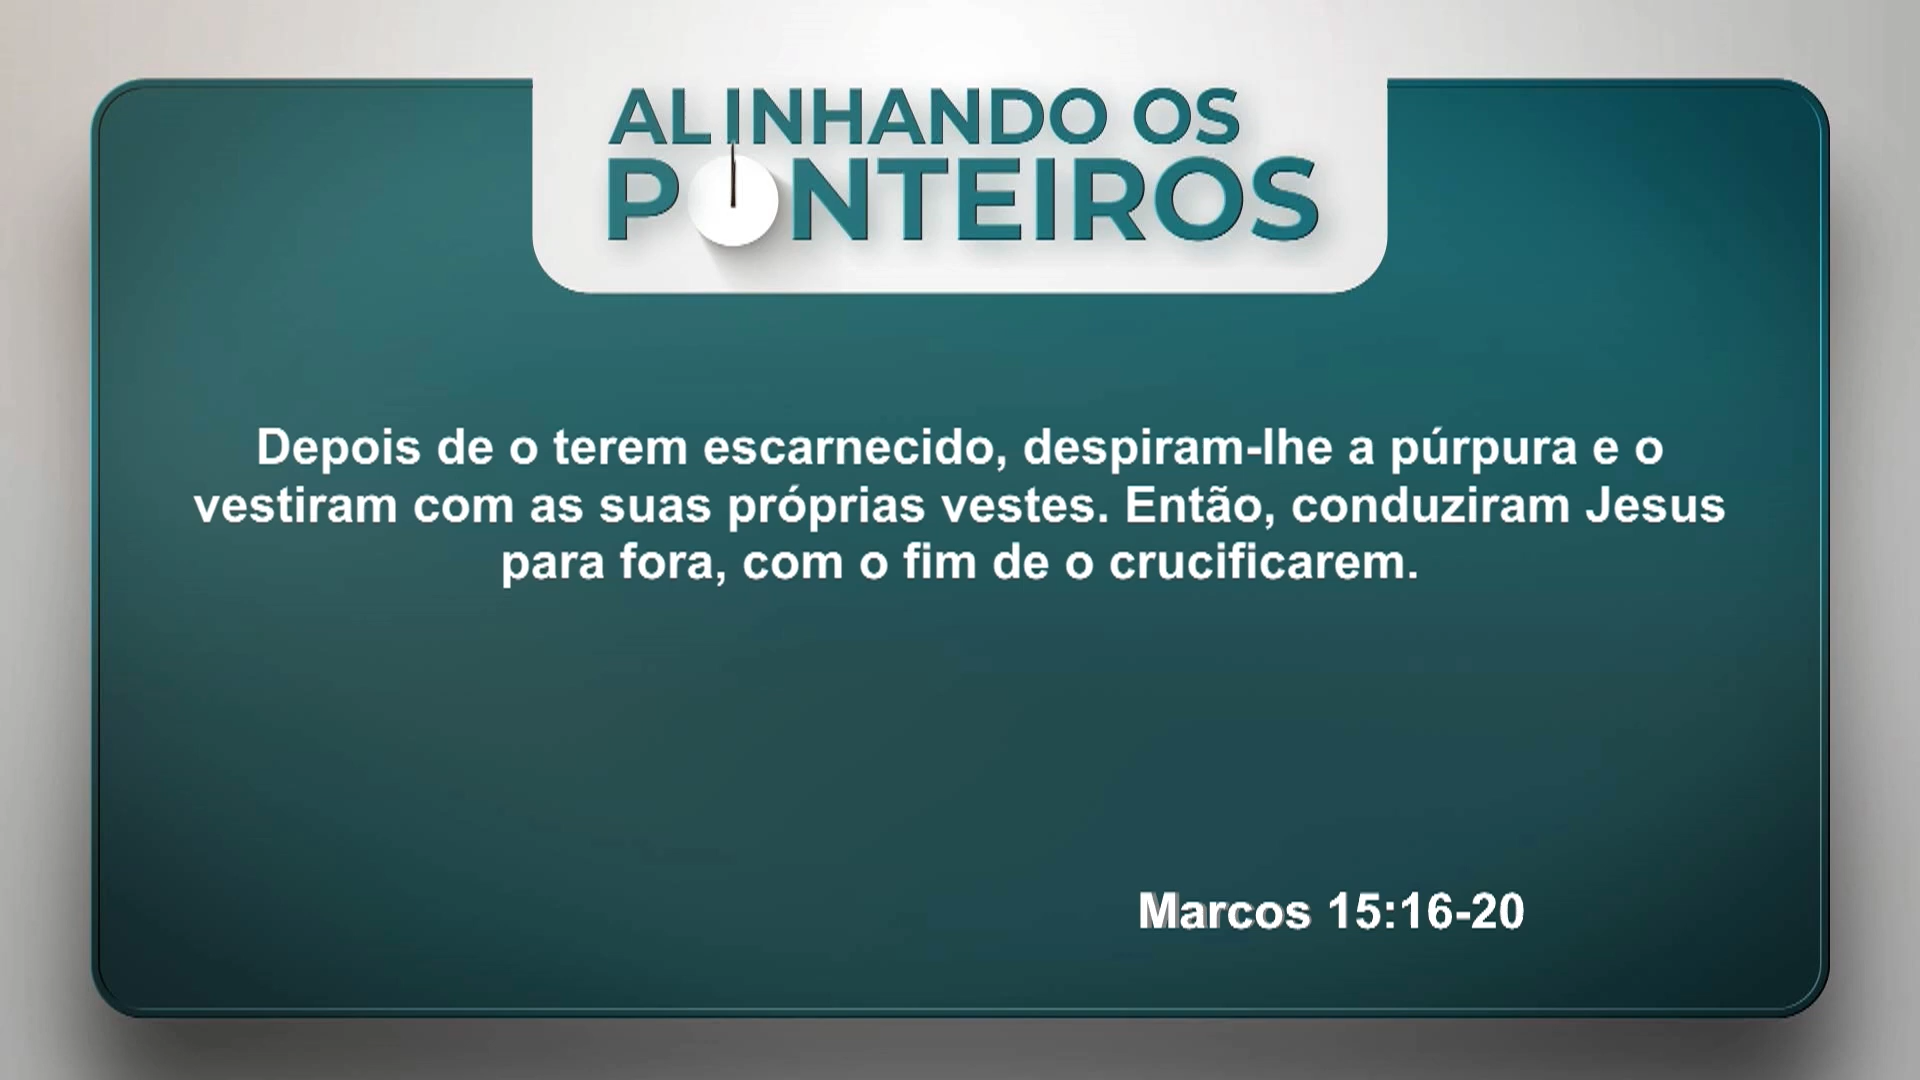 ALINHANDO OS
PONTEIROS
Depois de o terem escarnecido, despiram-lhe a púrpura e o
vestiram com as suas próprias vestes. Então, conduziram Jesus
para fora, com o fim de o crucificarem.
Marcos 15:16-20